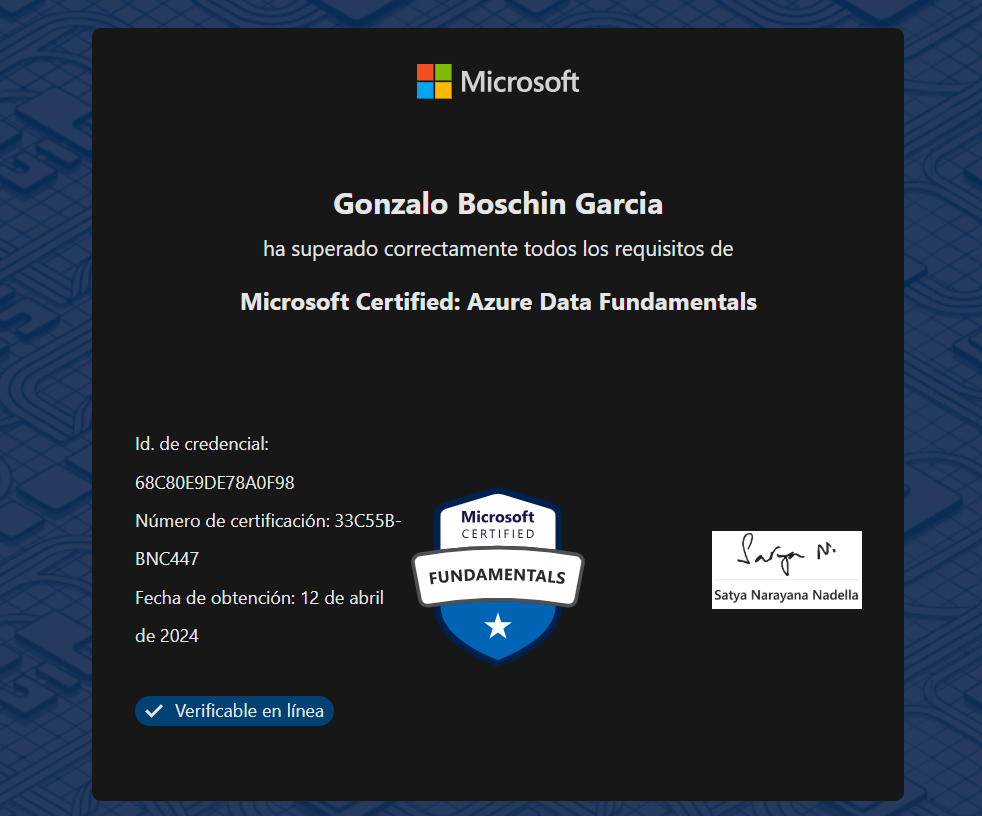 Microsoft
Gonzalo Boschin Garcia
ha superado correctamente todos los requisitos de
Microsoft Certified: Azure Data Fundamentals
Id. de credencial:
68C80E9DE78A0F98
Número de certificación: 33C55B-
BNC447
Fecha de obtención: 12 de abril
de 2024
Microsoft
CERTIFIED
FUNDAMENTALS
Satya N.
Satya Narayana Nadella
Verificable en línea